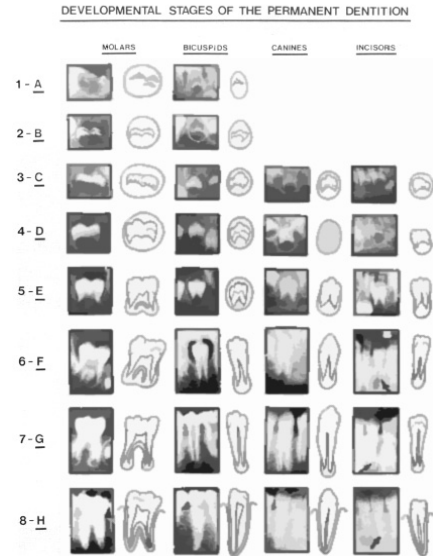 DEVELOPMENTAL STAGES OF THE PERMANENT DENTITION
MOLARS BICUSPIDS CANINES INCISORS
1 - A
2 - B
3 - C
4 - D
5 - E
6 - F
7 - G
8 - H